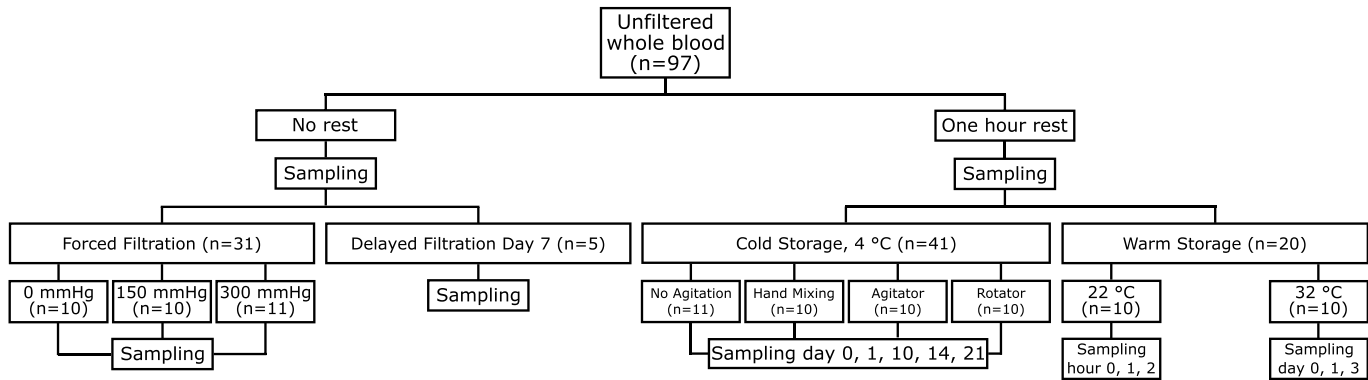 Unfiltered
whole blood
(n=97)
No rest
One hour rest
Sampling
Sampling
Forced Filtration (n=31)
Delayed Filtration Day 7 (n=5)
Cold Storage, 4 °C (n=41)
Warm Storage (n=20)
0 mmHg
(n=10)
150 mmHg
(n=10)
300 mmHg
(n=11)
Sampling
No Agitation
(n=11)
Hand Mixing
(n=10)
Agitator
(n=10)
Rotator
(n=10)
22 °C
(n=10)
32 °C
(n=10)
Sampling
Sampling day 0, 1, 10, 14, 21
Sampling
hour 0, 1, 2
Sampling
day 0, 1, 3